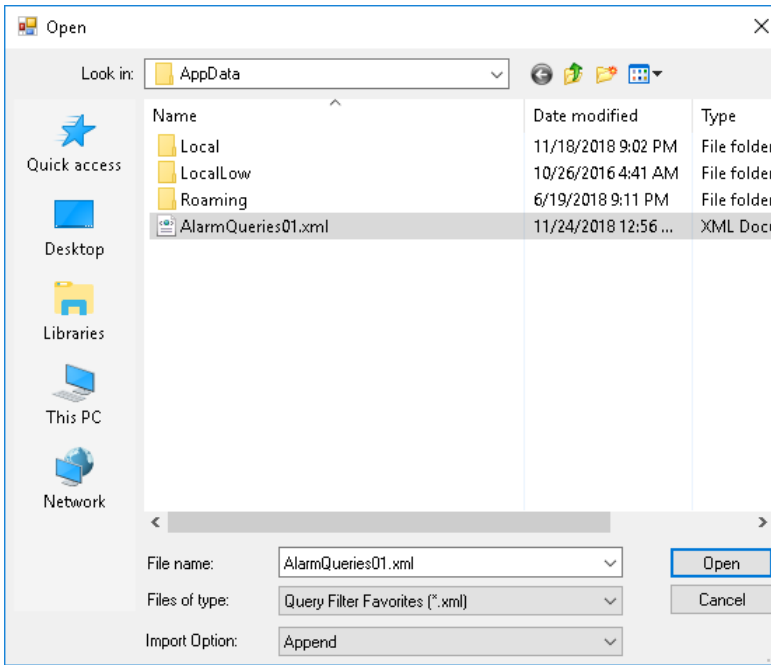 Open
Look in: AppData
Name Date modified Type
Local 11/18/2018 9:02 PM File folder
LocalLow 10/26/2016 4:41 AM File folder
Roaming 6/19/2018 9:11 PM File folder
AlarmQueries01.xml 11/24/2018 12:56 ... XML Docu
Quick access
Desktop
Libraries
This PC
Network
File name: AlarmQueries01.xml Open
Files of type: Query Filter Favorites (*.xml) Cancel
Import Option: Append